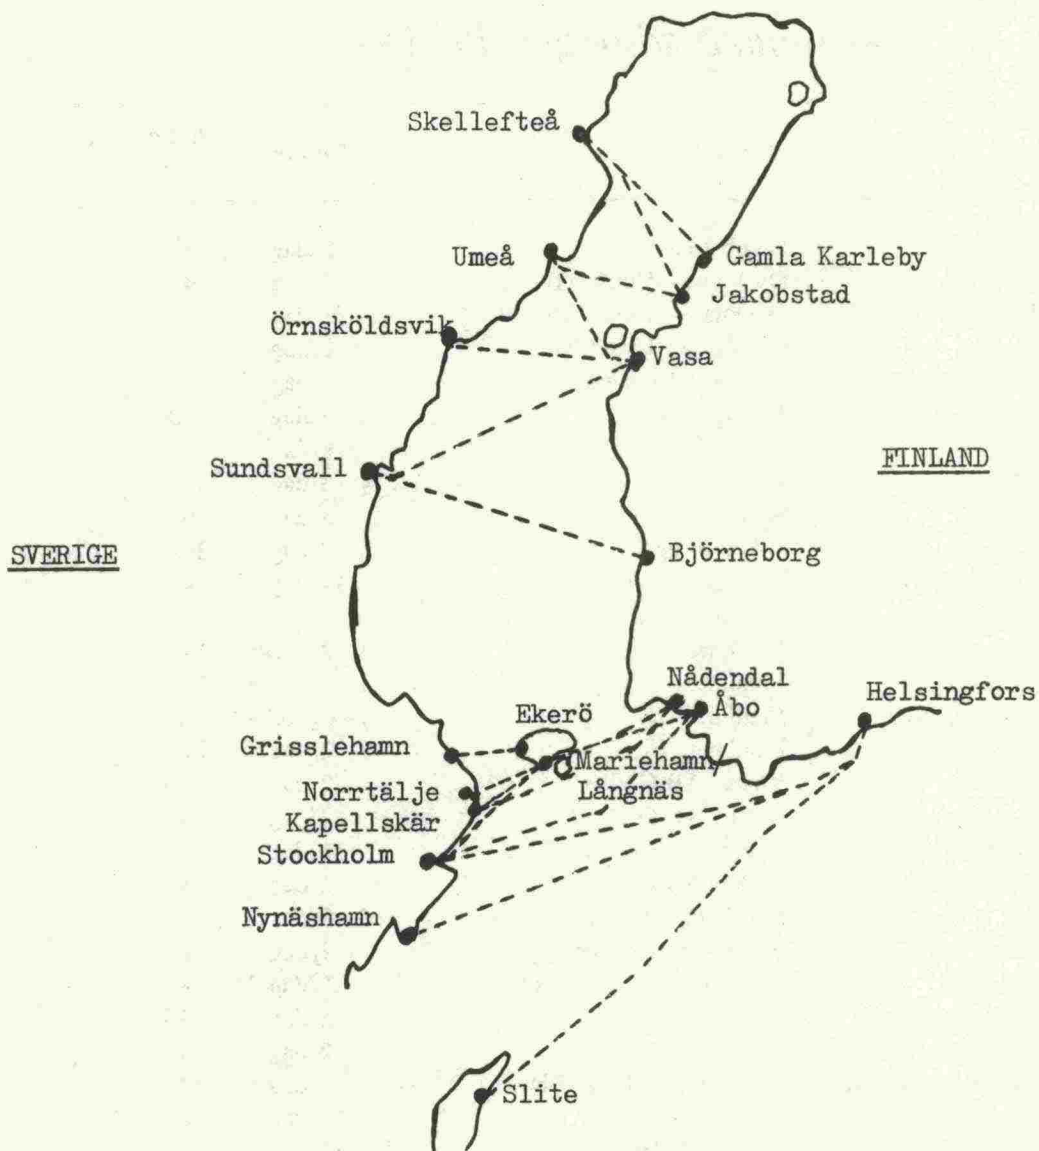 Skellefteå
Umeå
Gamla Karleby
Jakobstad
Örnsköldsvik
Vasa
Sundsvall
FINLAND
SVERIGE
Björneborg
Nådendal
Helsingfors
Åbo
Ekerö
Grisslehamn
Mariehamn/
Norrtälje
Långnäs
Kapellskär
Stockholm
Nynäshamn
Slite